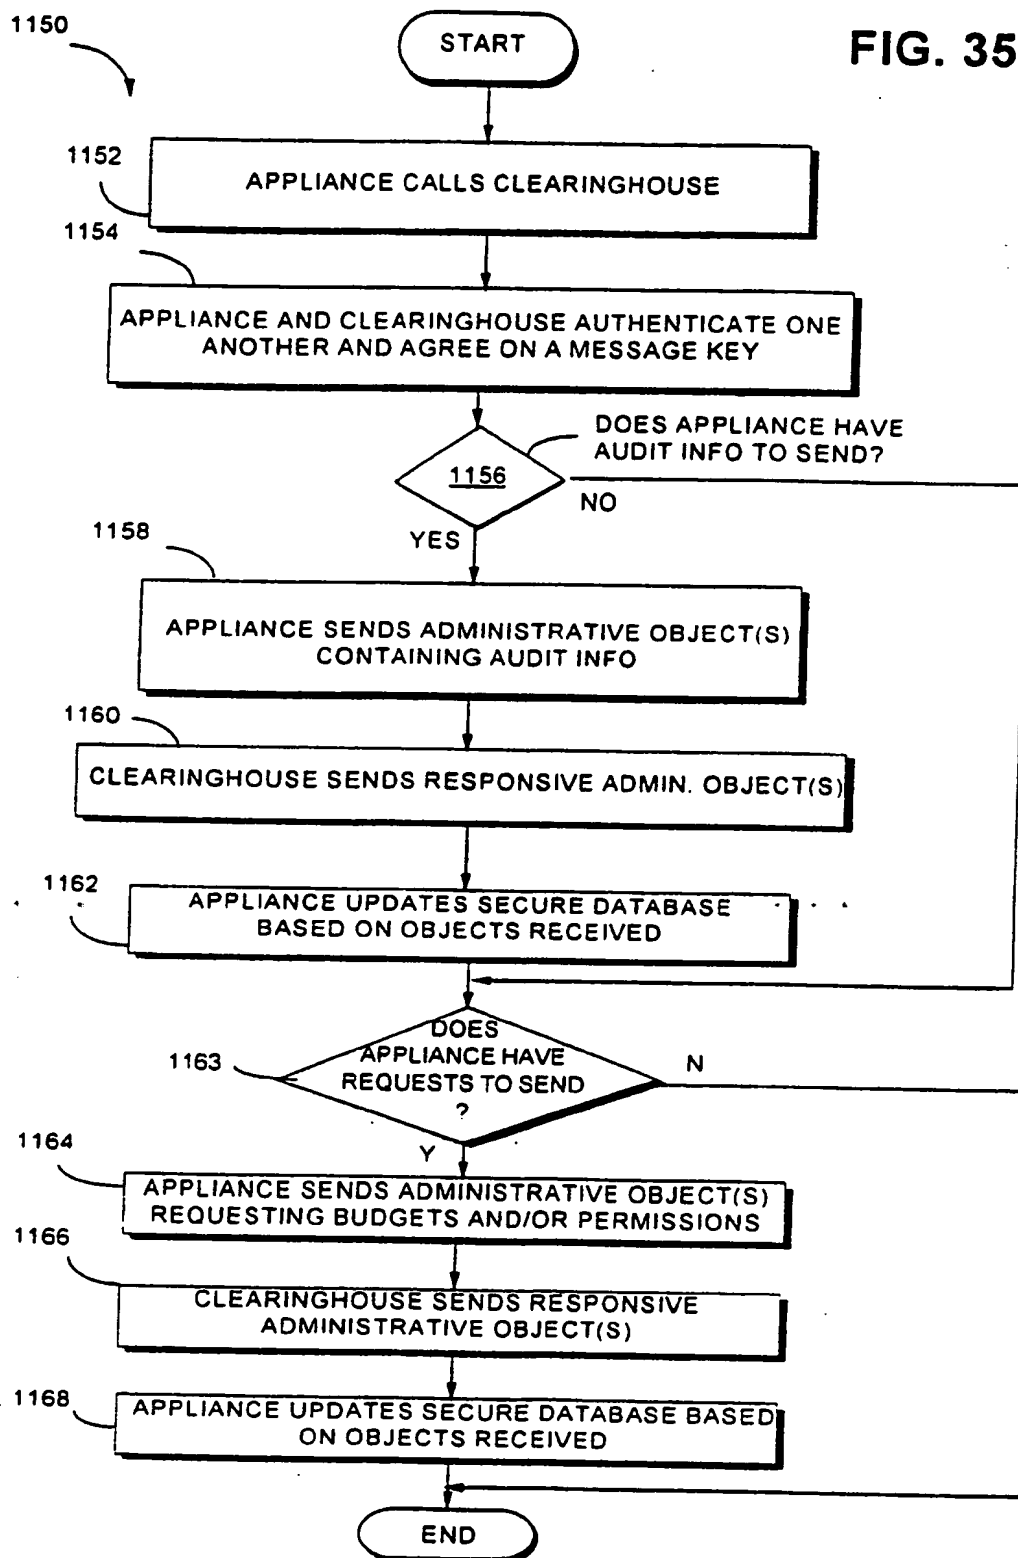 1150
START
FIG. 35
1152
APPLIANCE CALLS CLEARINGHOUSE
1154
APPLIANCE AND CLEARINGHOUSE AUTHENTICATE ONE
ANOTHER AND AGREE ON A MESSAGE KEY
DOES APPLIANCE HAVE
AUDIT INFO TO SEND?
1156
NO
YES
1158
APPLIANCE SENDS ADMINISTRATIVE OBJECT(S)
CONTAINING AUDIT INFO
1160
CLEARINGHOUSE SENDS RESPONSIVE ADMIN. OBJECT(S)
1162
APPLIANCE UPDATES SECURE DATABASE
BASED ON OBJECTS RECEIVED
1163
DOES
APPLIANCE HAVE
REQUESTS TO SEND
?
N
Y
1164
APPLIANCE SENDS ADMINISTRATIVE OBJECT(S)
REQUESTING BUDGETS AND/OR PERMISSIONS
1166
CLEARINGHOUSE SENDS RESPONSIVE
ADMINISTRATIVE OBJECT(S)
1168
APPLIANCE UPDATES SECURE DATABASE BASED
ON OBJECTS RECEIVED
END